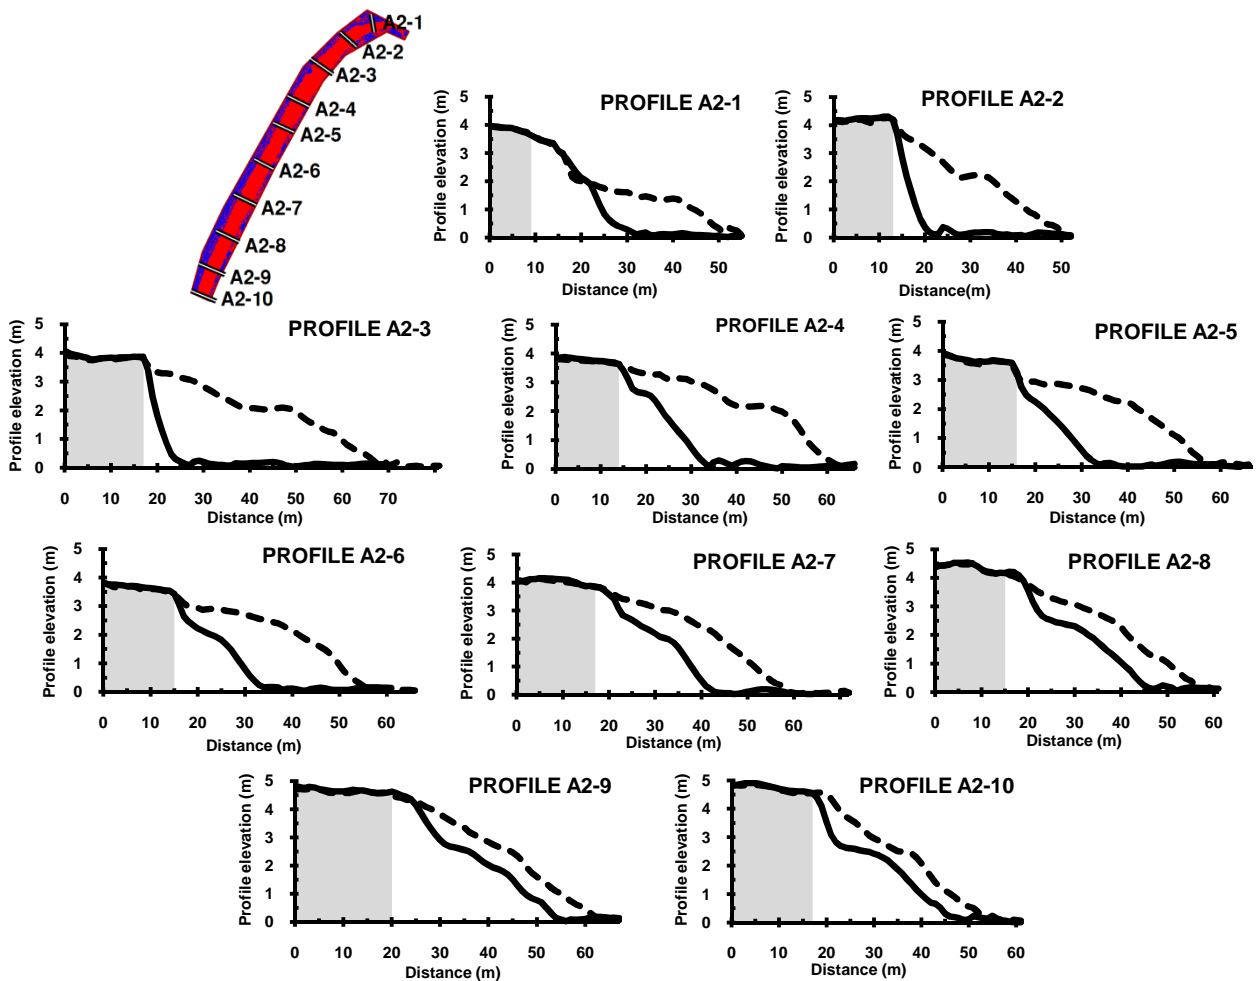 A2-1
A2-2
A2-3
A2-4
A2-5
A2-6
A2-7
A2-8
A2-9
A2-10
PROFILE A2-1
Profile elevation (m)
5
4
3
2
1
0
0 10 20 30 40 50
Distance (m)
PROFILE A2-2
Profile elevation (m)
5
4
3
2
1
0
0 10 20 30 40 50
Distance(m)
PROFILE A2-3
Profile elevation (m)
5
4
3
2
1
0
0 10 20 30 40 50 60 70
Distance (m)
PROFILE A2-4
Profile elevation (m)
5
4
3
2
1
0
0 10 20 30 40 50 60
Distance (m)
PROFILE A2-5
Profile elevation (m)
5
4
3
2
1
0
0 10 20 30 40 50 60
Distance (m)
PROFILE A2-6
Profile elevation (m)
5
4
3
2
1
0
0 10 20 30 40 50 60
Distance (m)
PROFILE A2-7
Profile elevation (m)
5
4
3
2
1
0
0 10 20 30 40 50 60 70
Distance (m)
PROFILE A2-8
Profile elevation (m)
5
4
3
2
1
0
0 10 20 30 40 50 60
Distance (m)
PROFILE A2-9
Profile elevation (m)
5
4
3
2
1
0
0 10 20 30 40 50 60
Distance (m)
PROFILE A2-10
Profile elevation (m)
5
4
3
2
1
0
0 10 20 30 40 50 60
Distance (m)